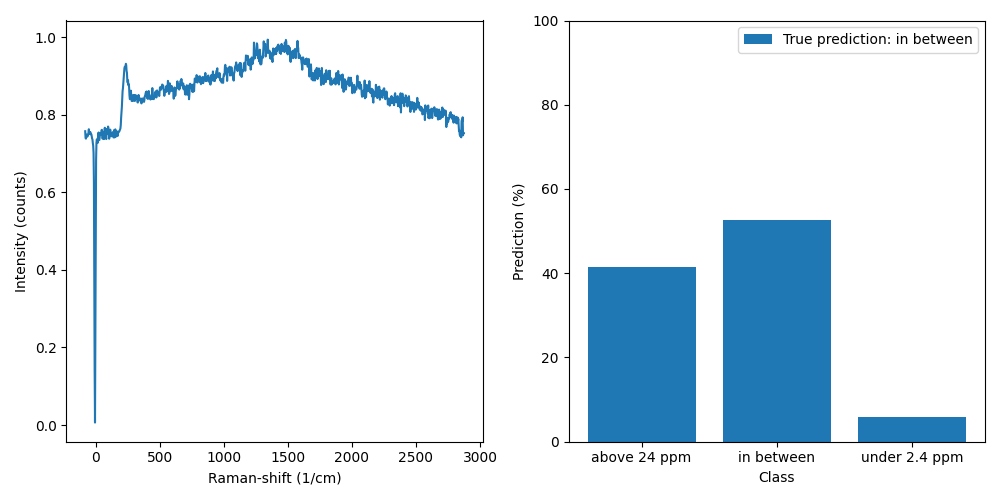 1.0
0.8
0.6
0.4
0.2
0.0
Intensity (counts)
0
500
1000
1500
2000
2500
3000
Raman-shift (1/cm)
100
80
60
40
20
0
Prediction (%)
True prediction: in between
above 24 ppm
in between
under 2.4 ppm
Class